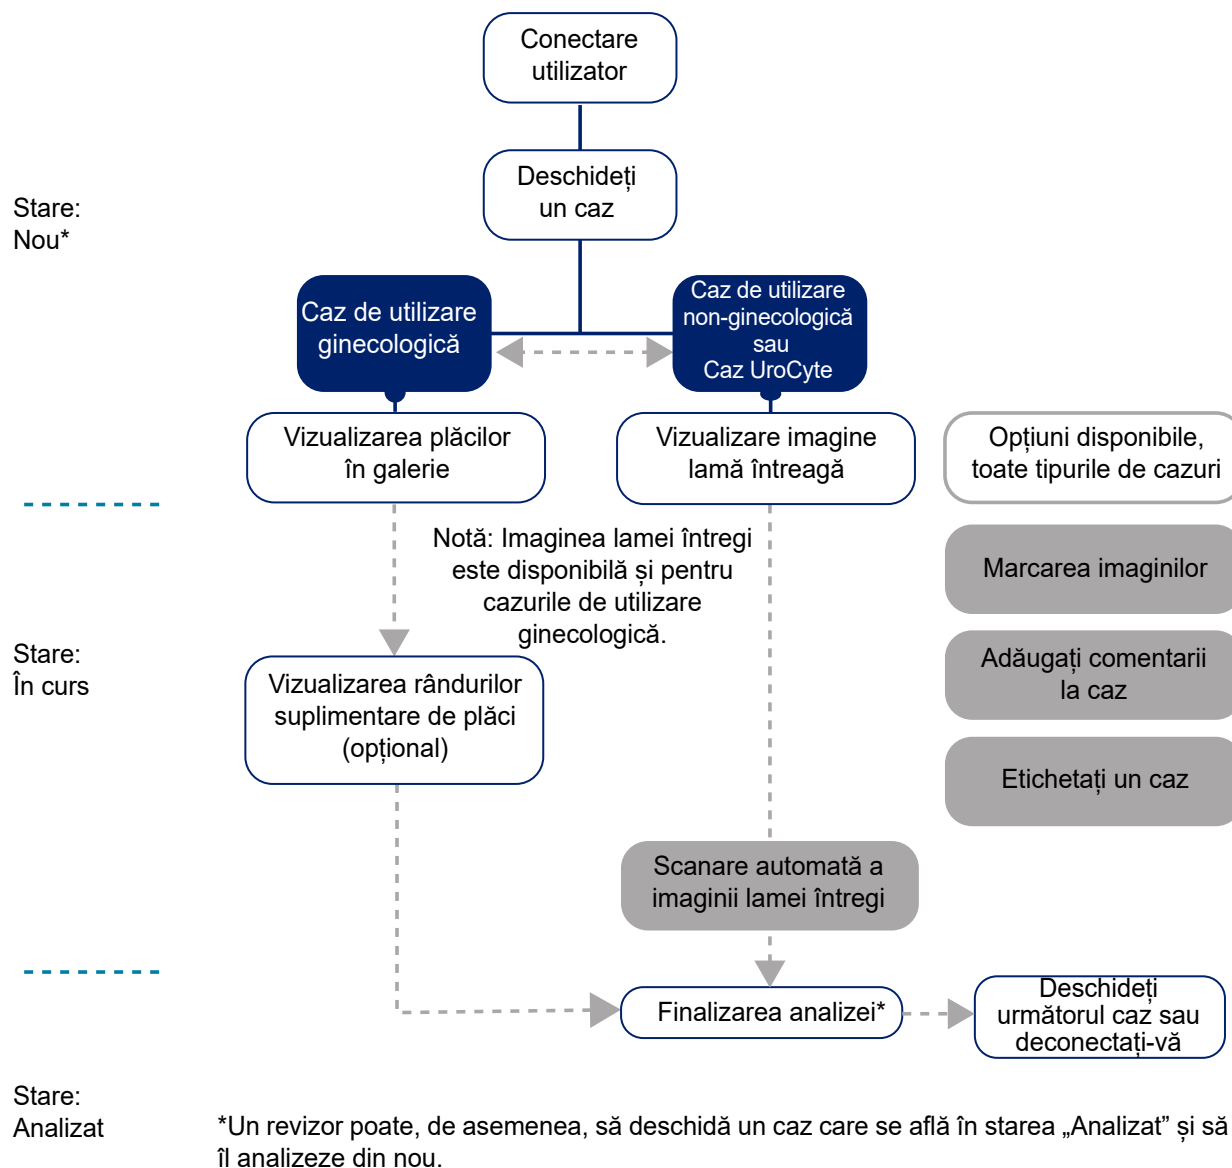 Conectare
utilizator
Deschideți
un caz
Stare:
Nou*
Caz de utilizare
ginecologică
Caz de utilizare
non-ginecologică
sau
Caz UroCyte
Vizualizarea plăcilor
în galerie
Vizualizare imagine
lamă întreagă
Opțiuni disponibile,
toate tipurile de cazuri
Notă: Imaginea lamei întregi
este disponibilă și pentru
cazurile de utilizare
ginecologică.
Marcarea imaginilor
Stare:
În curs
Vizualizarea rândurilor
suplimentare de plăci
(opțional)
Adăugați comentarii
la caz
Etichetați un caz
Scanare automată a
imaginii lamei întregi
Finalizarea analizei*
Deschideți
următorul caz sau
deconectați-vă
Stare:
Analizat
*Un revizor poate, de asemenea, să deschidă un caz care se află în starea „Analizat” și să
îl analizeze din nou.